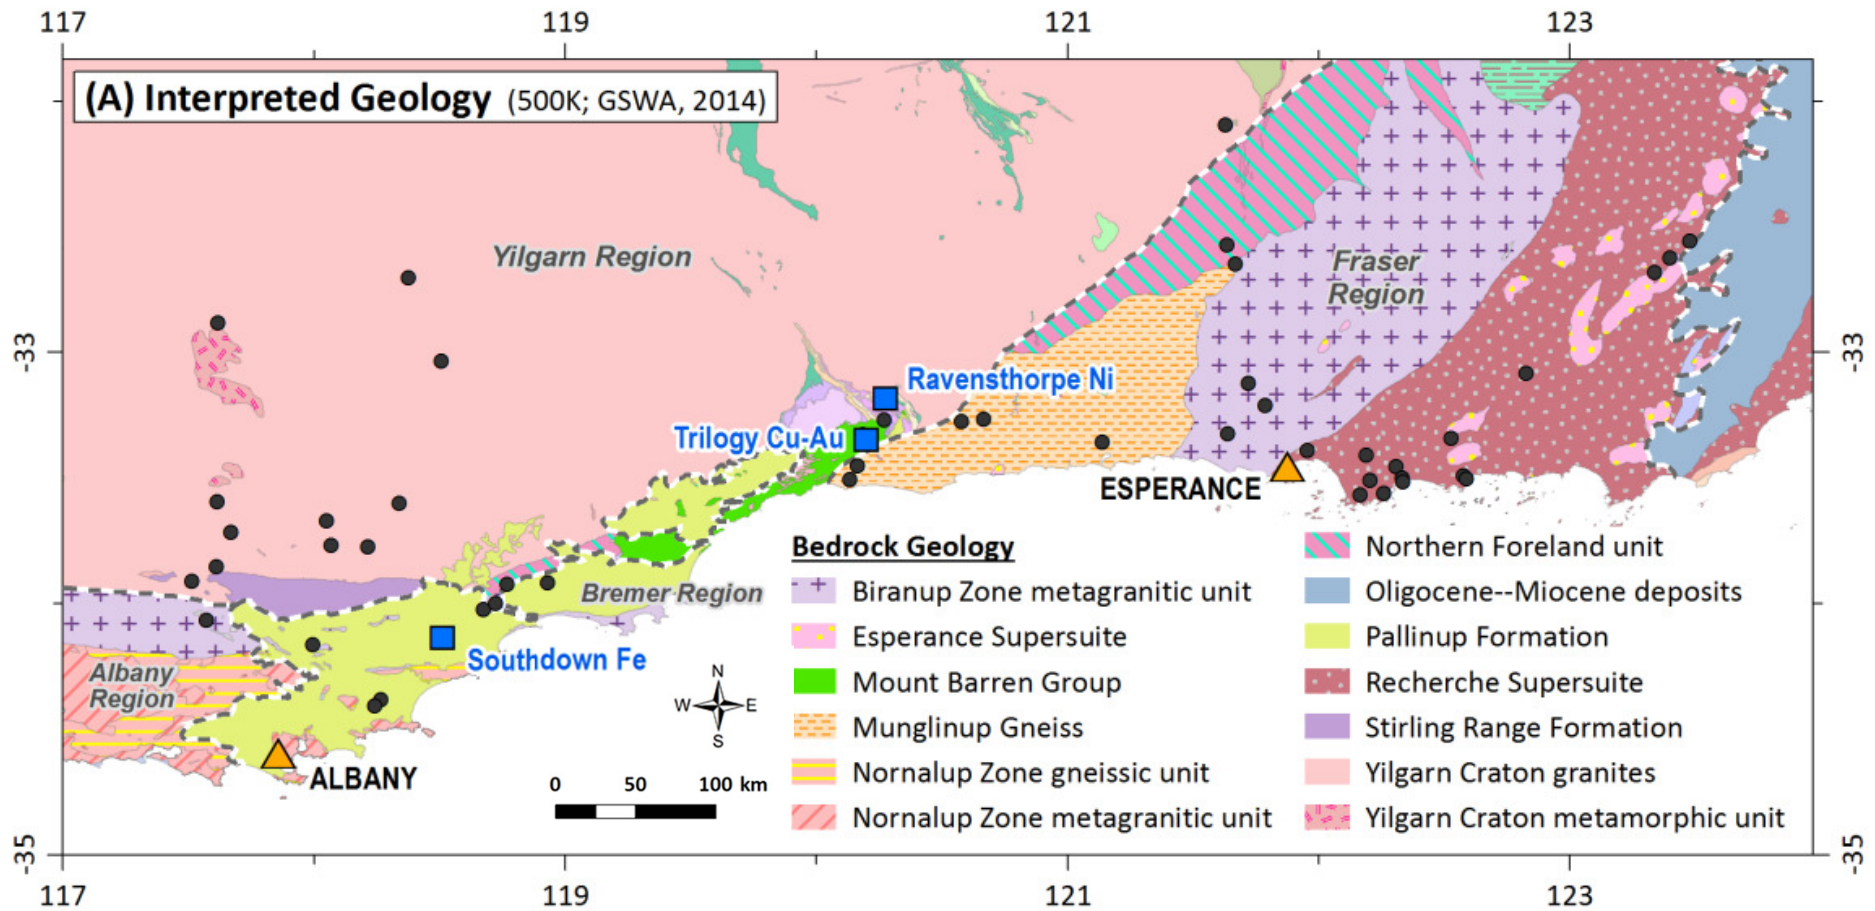 117 119 121 123
(A) Interpreted Geology (500K; GSWA, 2014)
Yilgarn Region
Fraser
Region
-33 -33
Ravensthorpe Ni
Trilogy Cu-Au
ESPERANCE
Bremer Region
Southdown Fe
Albany
Region
ALBANY
N
W E
S
0 50 100 km
Bedrock Geology
Biranup Zone metagranitic unit
Esperance Supersuite
Mount Barren Group
Munglinup Gneiss
Nornalup Zone gneissic unit
Nornalup Zone metagranitic unit
Northern Foreland unit
Oligocene--Miocene deposits
Pallinup Formation
Recherche Supersuite
Stirling Range Formation
Yilgarn Craton granites
Yilgarn Craton metamorphic unit
-35 -35
117 119 121 123